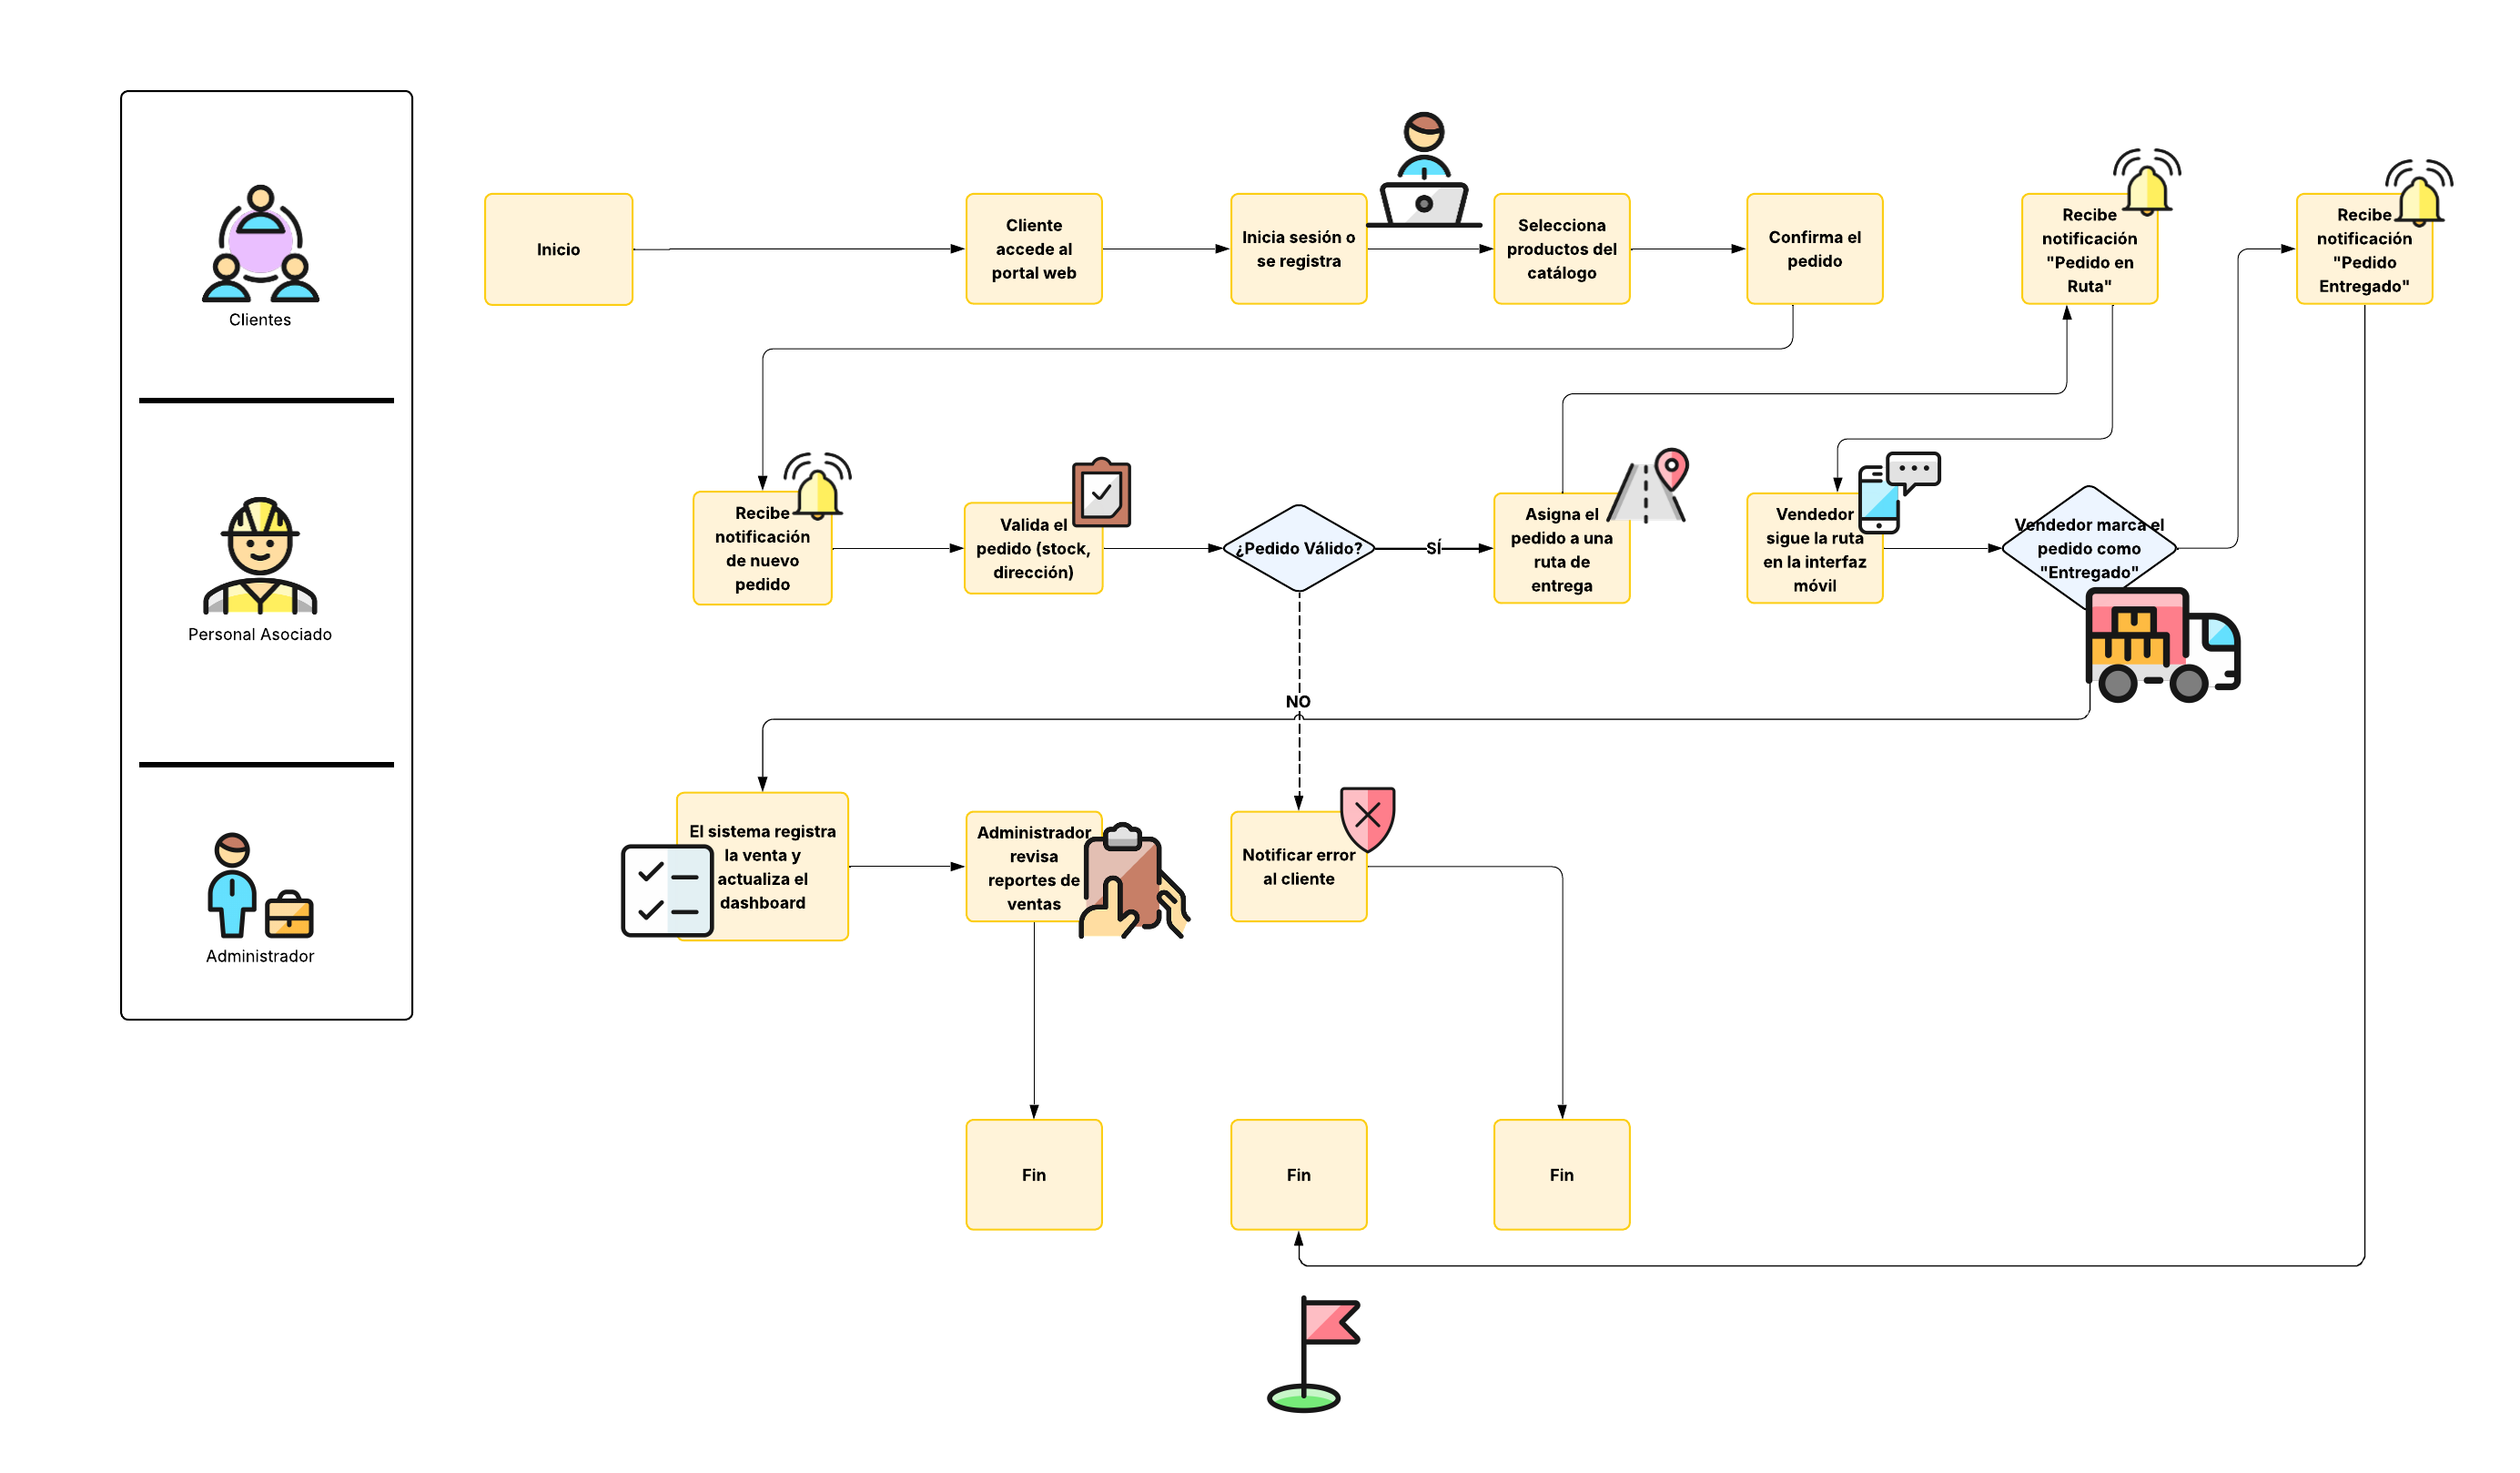 Clientes
Personal Asociado
Administrador
Inicio
Cliente
accede al
portal web
Inicia sesión o
se registra
Selecciona
productos del
catálogo
Confirma el
pedido
Recibe
notificación
"Pedido en
Ruta"
Recibe
notificación
"Pedido
Entregado"
Recibe
notificación
de nuevo
pedido
Valida el
pedido (stock,
dirección)
¿Pedido Válido?
SÍ
Asigna el
pedido a una
ruta de
entrega
Vendedor
sigue la ruta
en la interfaz
móvil
Vendedor marca el
pedido como
"Entregado"
NO
El sistema registra
la venta y
actualiza el
dashboard
Administrador
revisa
reportes de
ventas
Notificar error
al cliente
Fin
Fin
Fin